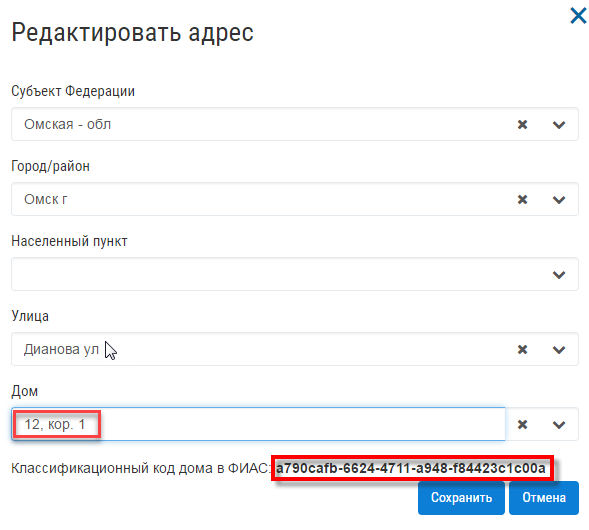 Редактировать адрес
Субъект Федерации
Омская - обл
Город/район
Омск г
Населенный пункт
Улица
Дианова ул
Дом
12, кор. 1
Классификационный код дома в ФИАС: a790cafb-6624-4711-a948-f84423c1c00a
Сохранить Отмена